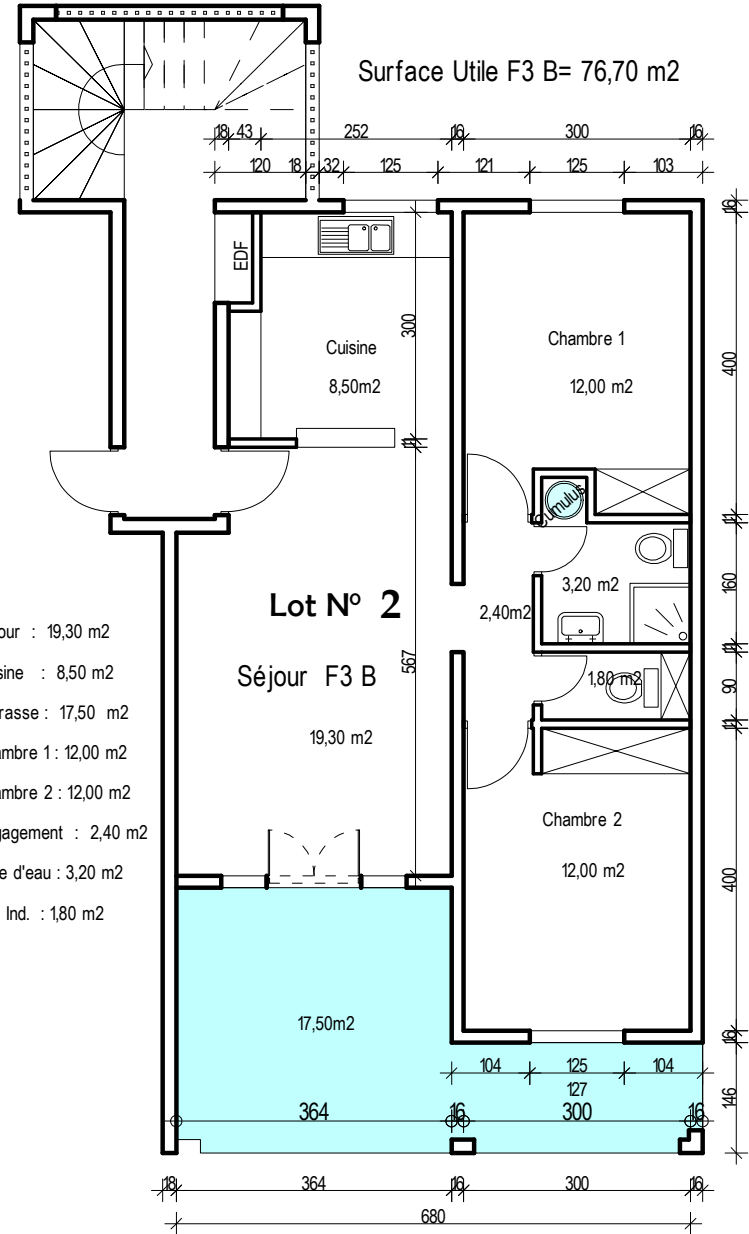 Surface Utile F3 B= 76,70 m2
18 43 252 16 300 16
120 18 32 125 121 125 103
EDF
Cuisine
8,50m2
300
11
Chambre 1
12,00 m2
16
400
11
Cumulus
3,20 m2
160
2,40m2
11
1,80 m2
90
11
Lot N° 2
Séjour F3 B
19,30 m2
567
our : 19,30 m2
sine : 8,50 m2
rasse : 17,50 m2
ambre 1 : 12,00 m2
ambre 2 : 12,00 m2
gagement : 2,40 m2
e d'eau : 3,20 m2
Ind. : 1,80 m2
Chambre 2
12,00 m2
400
17,50m2
16
104 125 104
127
146
364 16 300 16
18 364 16 300 16
680